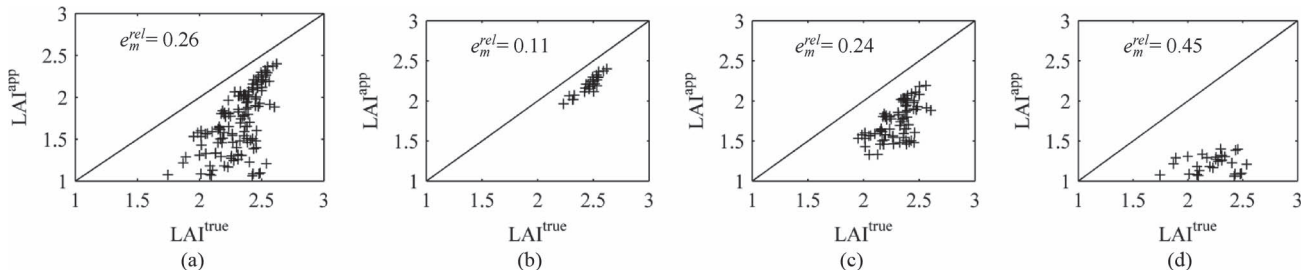 3
2.5
2
1.5
1
LAI^app
e_m^rel = 0.26
1 1.5 2 2.5 3
LAI^true
(a)
3
2.5
2
1.5
1
LAI^app
e_m^rel = 0.11
1 1.5 2 2.5 3
LAI^true
(b)
3
2.5
2
1.5
1
LAI^app
e_m^rel = 0.24
1 1.5 2 2.5 3
LAI^true
(c)
3
2.5
2
1.5
1
LAI^app
e_m^rel = 0.45
1 1.5 2 2.5 3
LAI^true
(d)